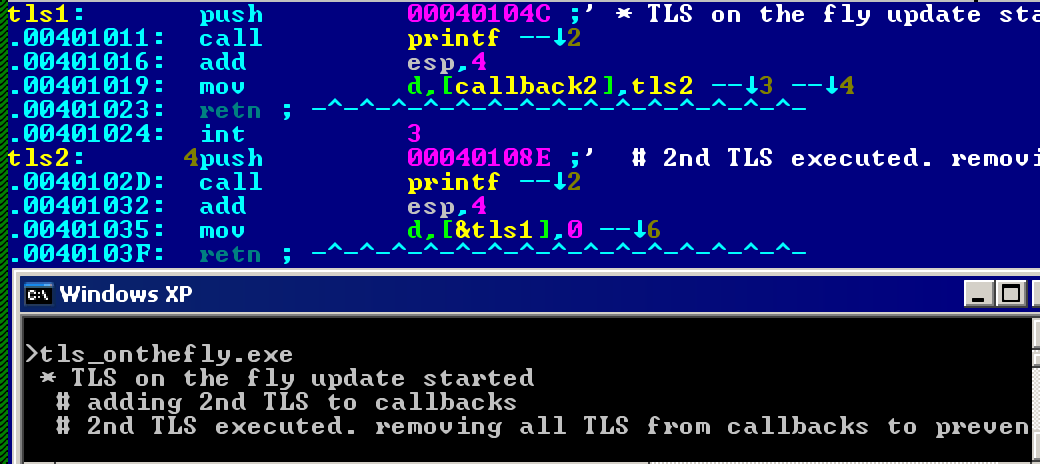 tls1: push 00040104C ;' * TLS on the fly update sta
.00401011: call printf --↓2
.00401016: add esp,4
.00401019: mov d,[callback2],tls2 --↓3 --↓4
.00401023: retn ; -^-^-^-^-^-^-^-^-^-^-^-^-^-^-^-^-
.00401024: int 3
tls2: 4push 00040108E ;' # 2nd TLS executed. removi
.0040102D: call printf --↓2
.00401032: add esp,4
.00401035: mov d,[&tls1],0 --↓6
.0040103F: retn ; -^-^-^-^-^-^-^-^-^-^-^-^-^-^-^-^-
C:\ Windows XP
>tls_onthefly.exe
* TLS on the fly update started
# adding 2nd TLS to callbacks
# 2nd TLS executed. removing all TLS from callbacks to preven